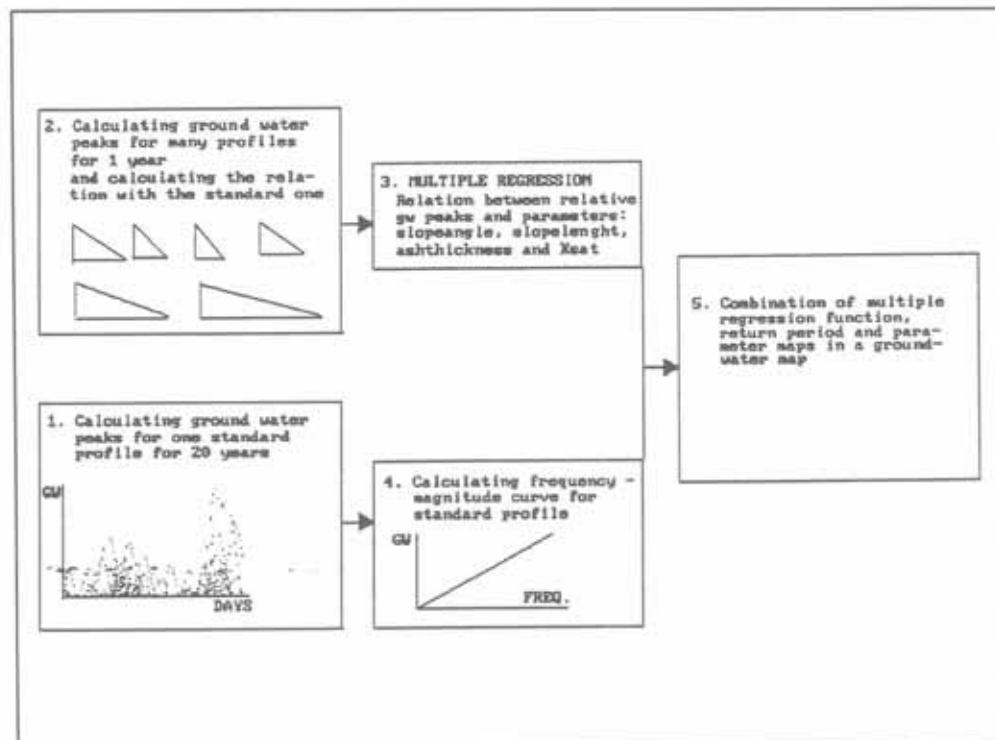 2. Calculating ground water
peaks for many profiles
for 1 year
and calculating the rela-
tion with the standard one
3. MULTIPLE REGRESSION
Relation between relative
gw peaks and parameters:
slopeangle, slopelenght,
ashthickness and Ksat
5. Combination of multiple
regression function,
return period and para-
meter maps in a ground-
water map
1. Calculating ground water
peaks for one standard
profile for 20 years
GW
DAYS
4. Calculating frequency -
magnitude curve for
standard profile
GW
FREQ.